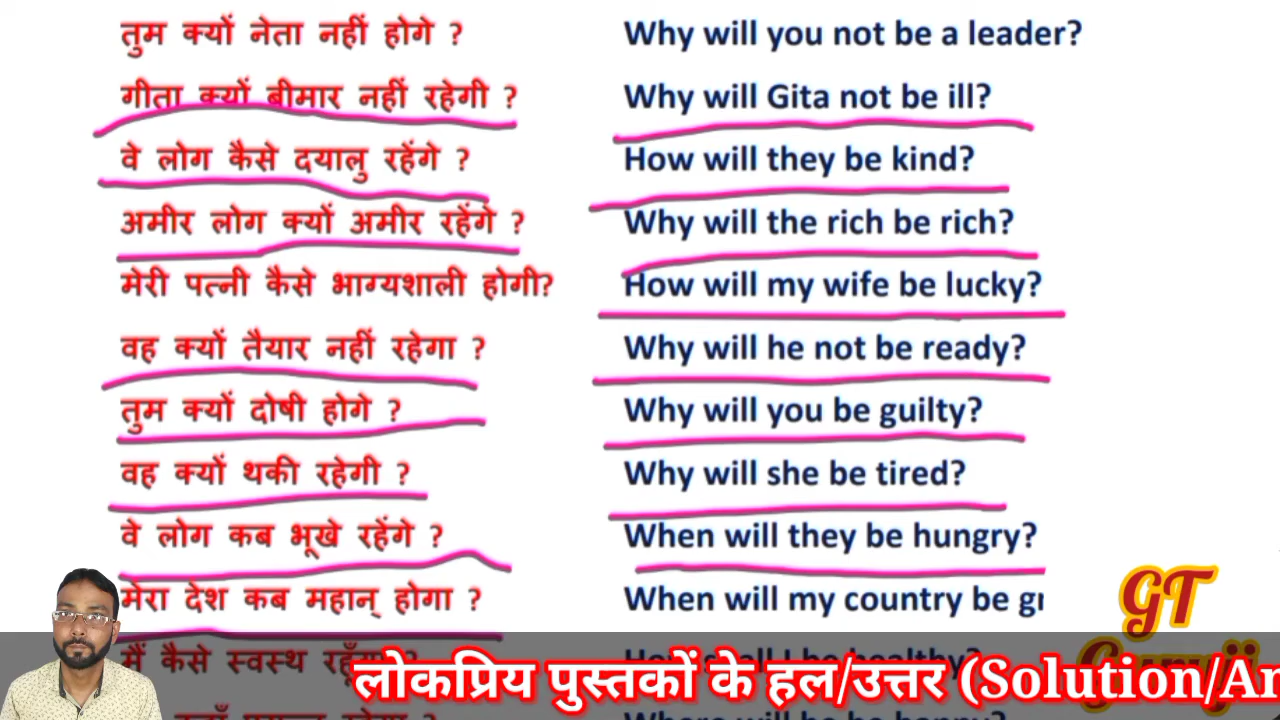 तुम क्यों नेता नहीं होगे ? Why will you not be a leader?
गीता क्यों बीमार नहीं रहेगी ? Why will Gita not be ill?
वे लोग कैसे दयालु रहेंगे ? How will they be kind?
अमीर लोग क्यों अमीर रहेंगे ? Why will the rich be rich?
मेरी पत्नी कैसे भाग्यशाली होगी? How will my wife be lucky?
वह क्यों तैयार नहीं रहेगा ? Why will he not be ready?
तुम क्यों दोषी होगे ? Why will you be guilty?
वह क्यों थकी रहेगी ? Why will she be tired?
वे लोग कब भूखे रहेंगे ? When will they be hungry?
मेरा देश कब महान् होगा ? When will my country be
GT
मैं कैसे स्वस्थ
लोकप्रिय पुस्तकों के हल/उत्तर (Solution/